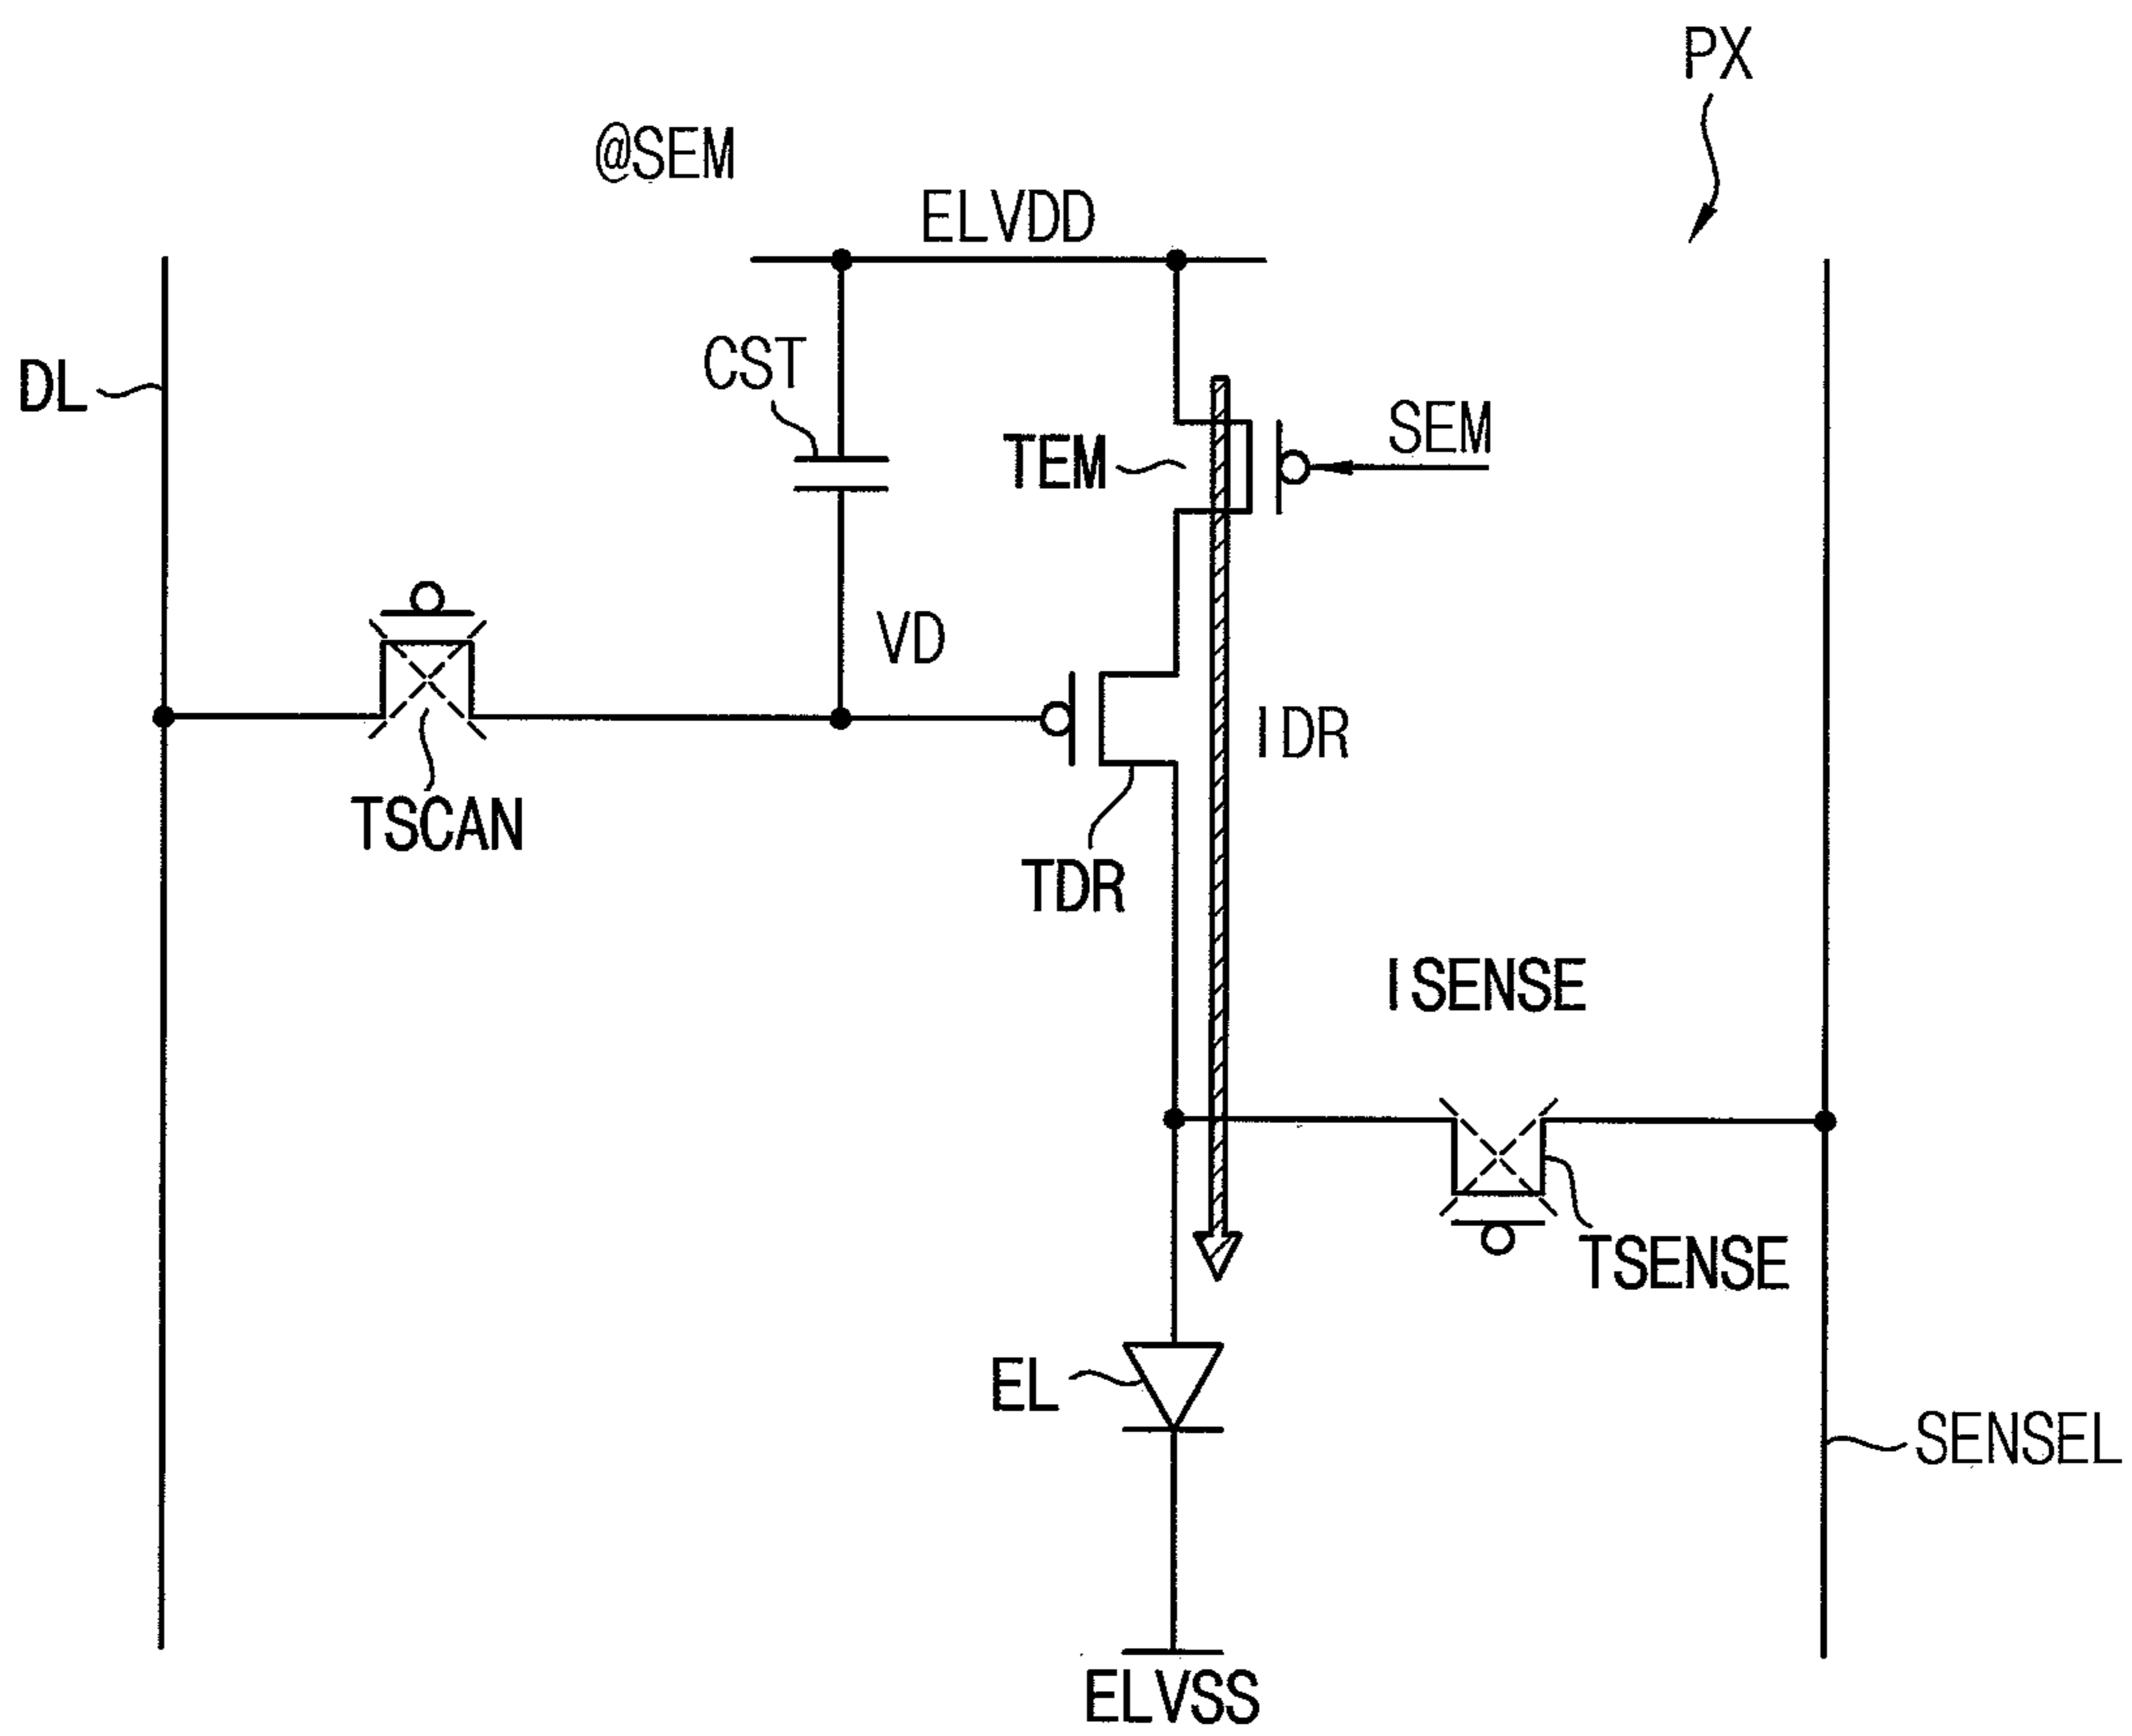 PX
@SEM
ELVDD
CST
DL
SEM
TEM
VD
IDR
TSCAN
TDR
ISENSE
TSENSE
EL
SENSEL
ELVSS